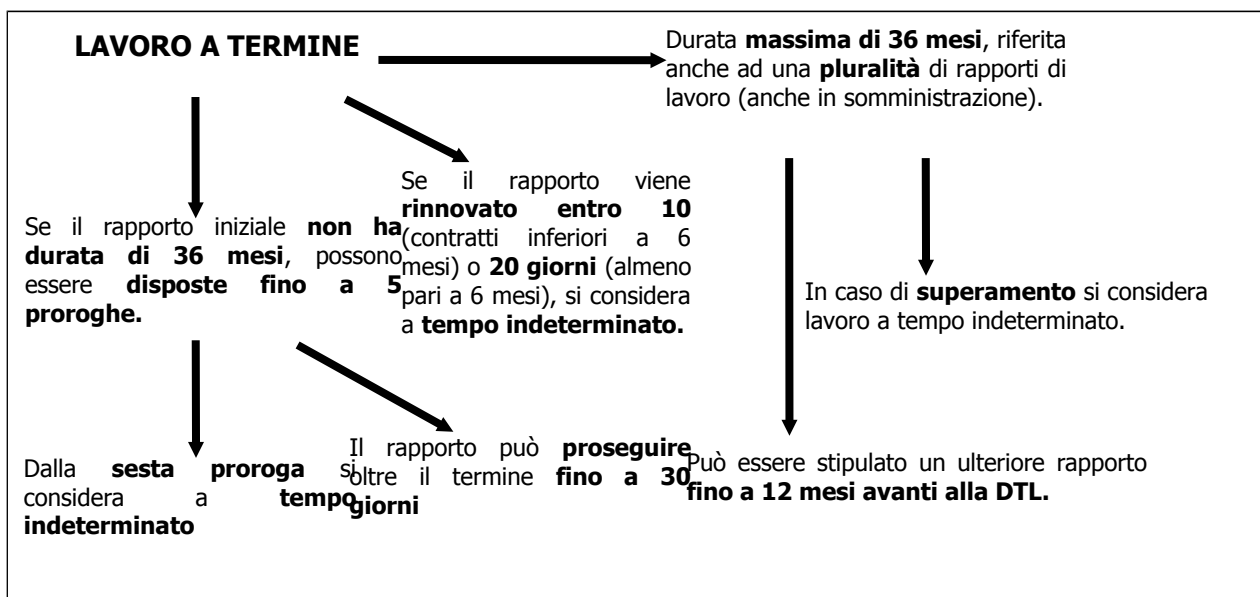 LAVORO A TERMINE
Durata massima di 36 mesi, riferita
anche ad una pluralità di rapporti di
lavoro (anche in somministrazione).
Se il rapporto viene
rinnovato entro 10
(contratti inferiori a 6
mesi) o 20 giorni (almeno
pari a 6 mesi), si considera
a tempo indeterminato.
Se il rapporto iniziale non ha
durata di 36 mesi, possono
essere disposte fino a 5
proroghe.
In caso di superamento si considera
lavoro a tempo indeterminato.
Dalla sesta proroga si
considera a tempo
indeterminato
Il rapporto può proseguire
oltre il termine fino a 30
giorni
Può essere stipulato un ulteriore rapporto
fino a 12 mesi avanti alla DTL.